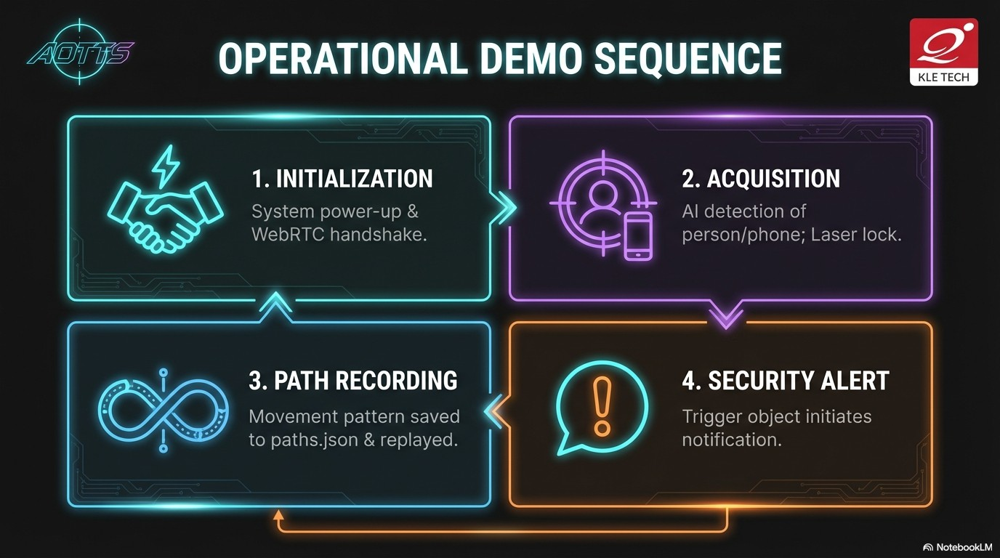 AOTTS
OPERATIONAL DEMO SEQUENCE
KLE TECH
1. INITIALIZATION
System power-up &
WebRTC handshake.
2. ACQUISITION
AI detection of
person/phone; Laser lock.
3. PATH RECORDING
Movement pattern saved
to paths.json & replayed.
4. SECURITY ALERT
Trigger object initiates
notification.
NotebookLM